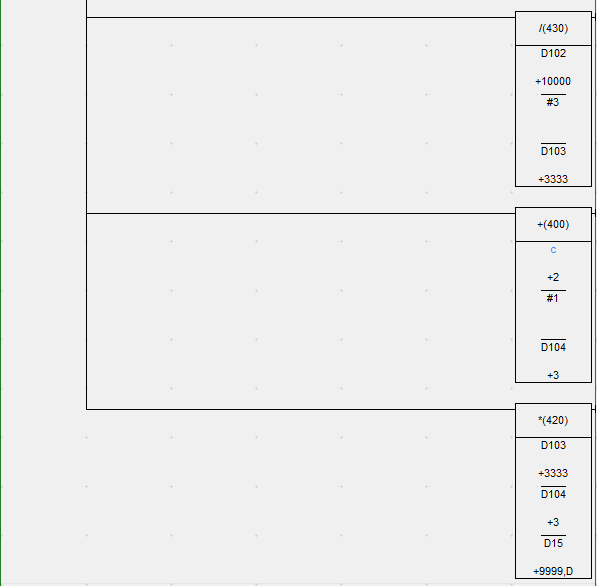 /(430)
D102
+10000
#3
D103
+3333
+(400)
c
+2
#1
D104
+3
*(420)
D103
+3333
D104
+3
D15
+9999,D